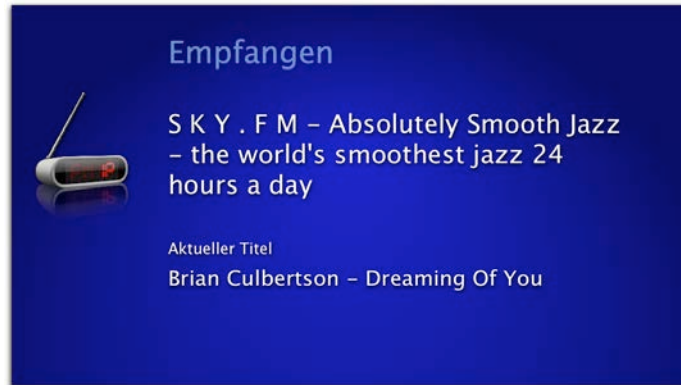 Empfangen
S K Y . F M – Absolutely Smooth Jazz
– the world's smoothest jazz 24
hours a day
Aktueller Titel
Brian Culbertson – Dreaming Of You